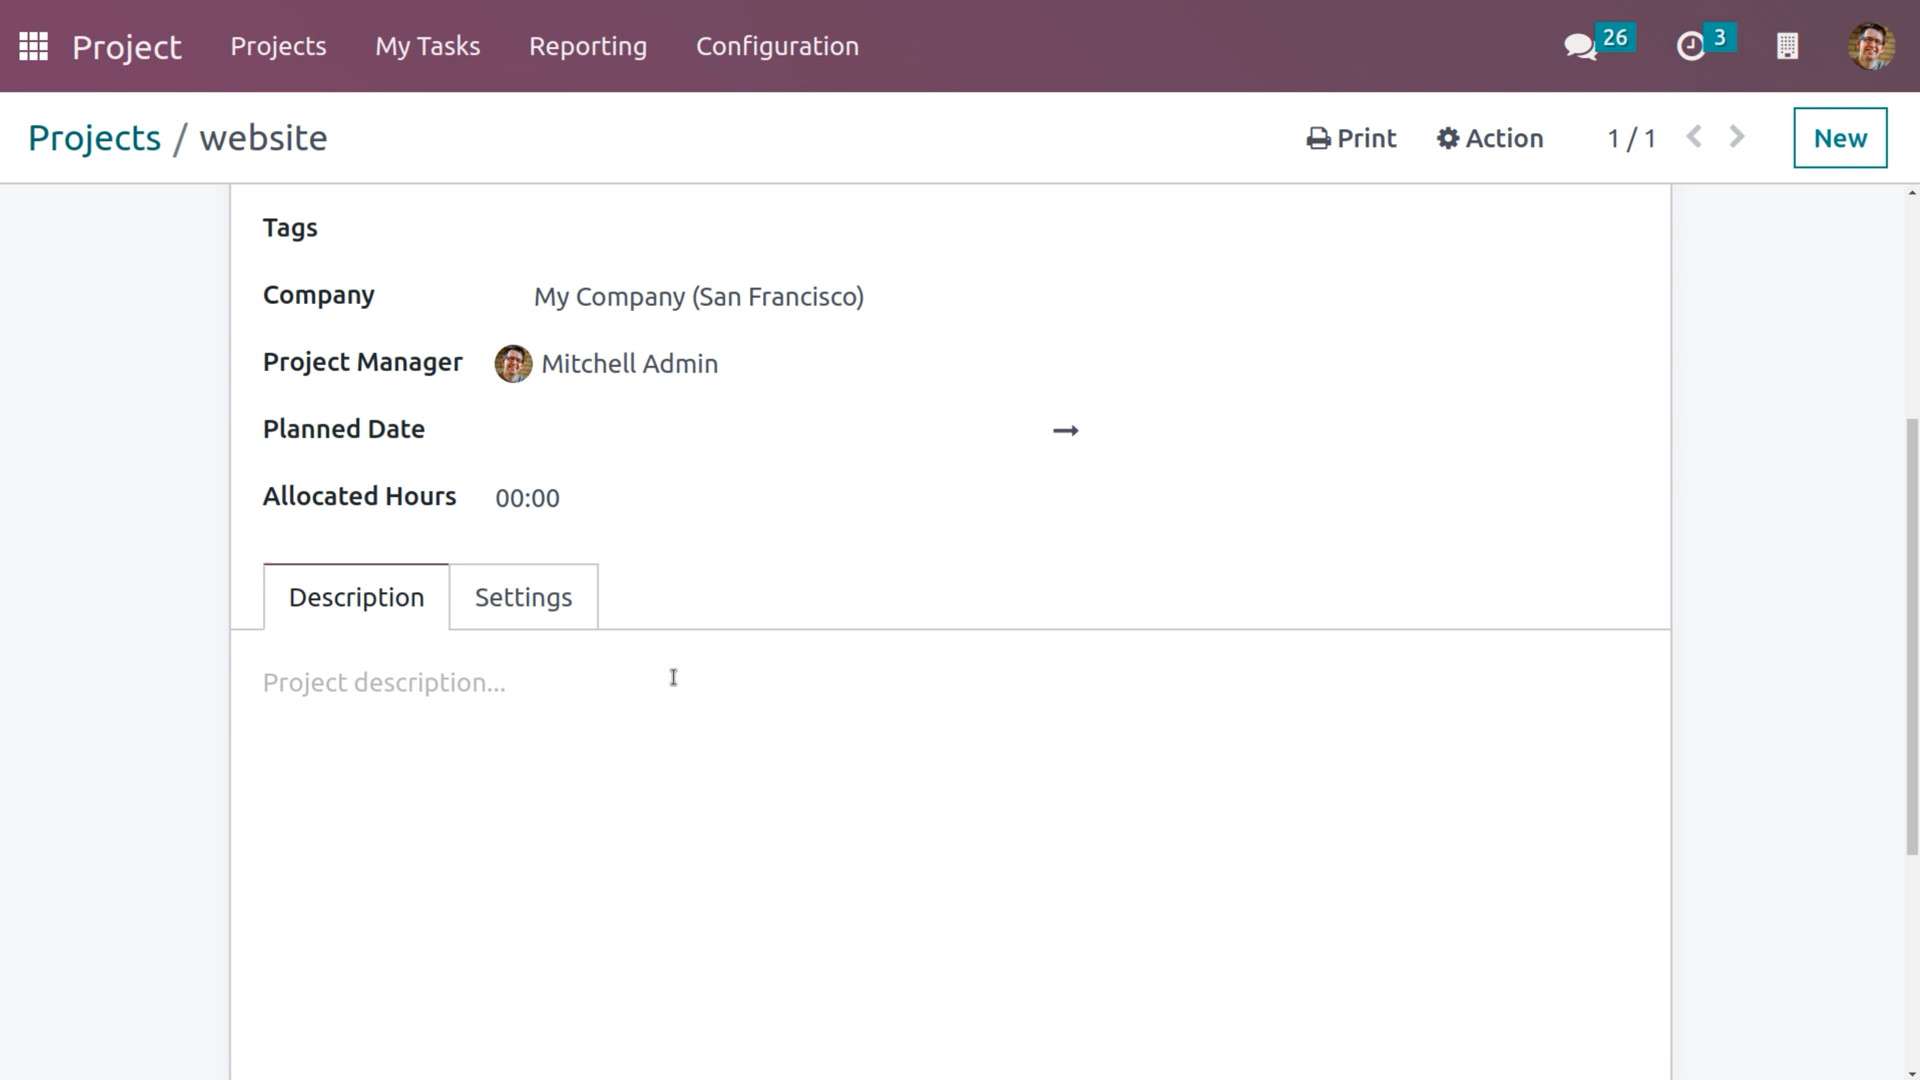 Project Projects My Tasks Reporting Configuration 26 3
Projects / website Print Action 1 / 1 New
Tags
Company My Company (San Francisco)
Project Manager Mitchell Admin
Planned Date
Allocated Hours 00:00
Description Settings
Project description...